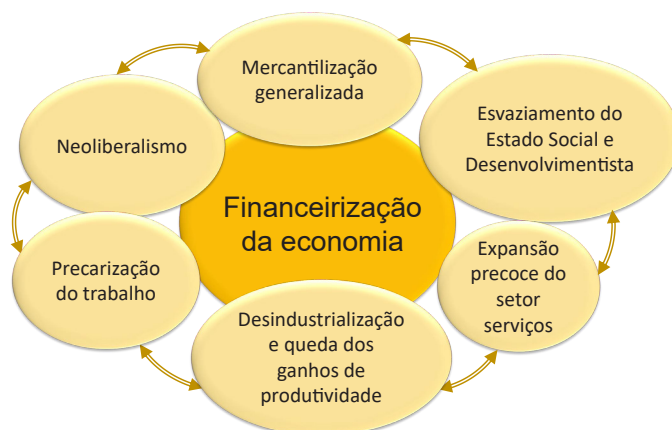 Mercantilização
generalizada
Esvaziamento do
Estado Social e
Desenvolvimentista
Neoliberalismo
Financeirização
da economia
Expansão
precoce do
setor
serviços
Precarização
do trabalho
Desindustrialização
e queda dos
ganhos de
produtividade